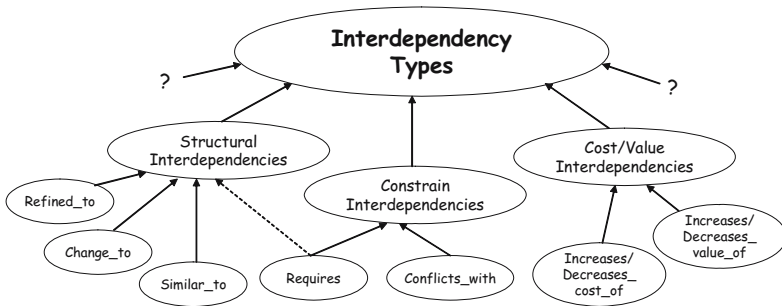 Interdependency
Types
?
?
Structural
Interdependencies
Cost/Value
Interdependencies
Constrain
Interdependencies
Refined_to
Change_to
Similar_to
Requires
Conflicts_with
Increases/
Decreases_
cost_of
Increases/
Decreases_
value_of